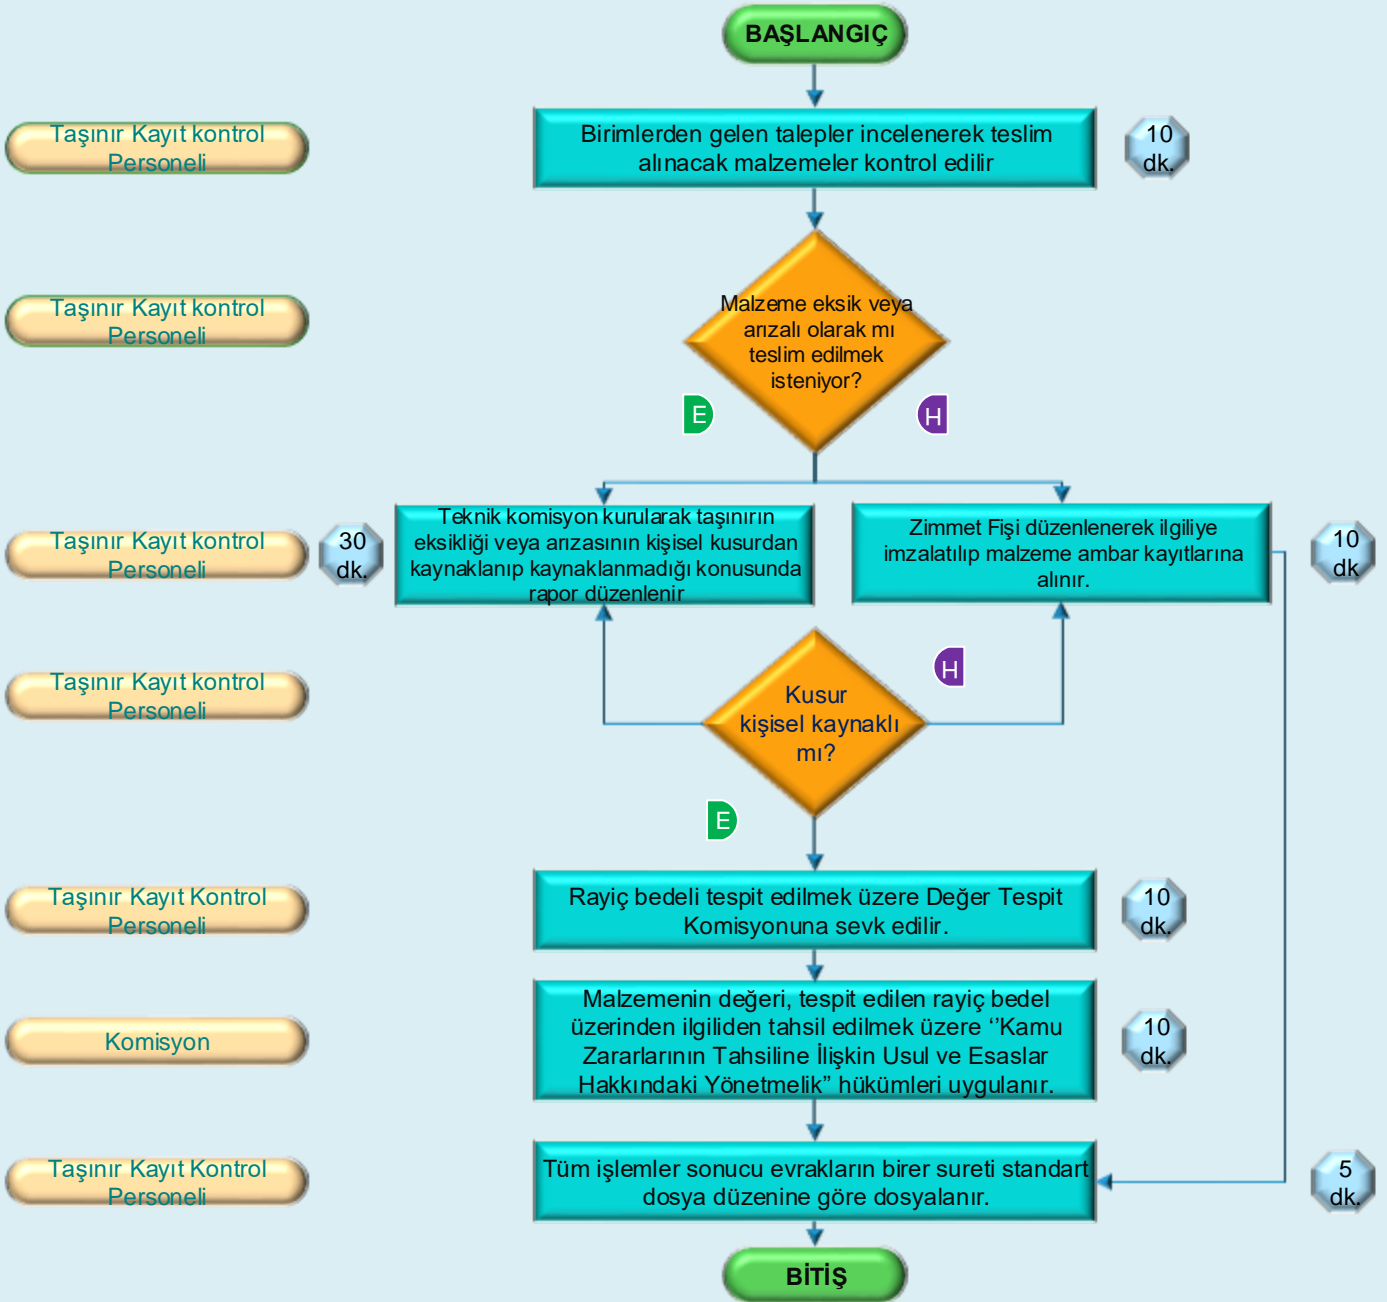 BAŞLANGIÇ
Taşınır Kayıt kontrol
Personeli
Birimlerden gelen talepler incelenerek teslim
alınacak malzemeler kontrol edilir
10
dk.
Taşınır Kayıt kontrol
Personeli
Malzeme eksik veya
arızalı olarak mı
teslim edilmek
isteniyor?
E
H
Taşınır Kayıt kontrol
Personeli
30
dk.
Teknik komisyon kurularak taşınırın
eksikliği veya arızasının kişisel kusurdan
kaynaklanıp kaynaklanmadığı konusunda
rapor düzenlenir
Zimmet Fişi düzenlenerek ilgiliye
imzalatılıp malzeme ambar kayıtlarına
alınır.
10
dk
Taşınır Kayıt kontrol
Personeli
Kusur
kişisel kaynaklı
mı?
H
E
Taşınır Kayıt Kontrol
Personeli
Rayiç bedeli tespit edilmek üzere Değer Tespit
Komisyonuna sevk edilir.
10
dk.
Komisyon
Malzemenin değeri, tespit edilen rayiç bedel
üzerinden ilgiliden tahsil edilmek üzere ‘’Kamu
Zararlarının Tahsiline İlişkin Usul ve Esaslar
Hakkındaki Yönetmelik” hükümleri uygulanır.
10
dk.
Taşınır Kayıt Kontrol
Personeli
Tüm işlemler sonucu evrakların birer sureti standart
dosya düzenine göre dosyalanır.
5
dk.
BİTİŞ